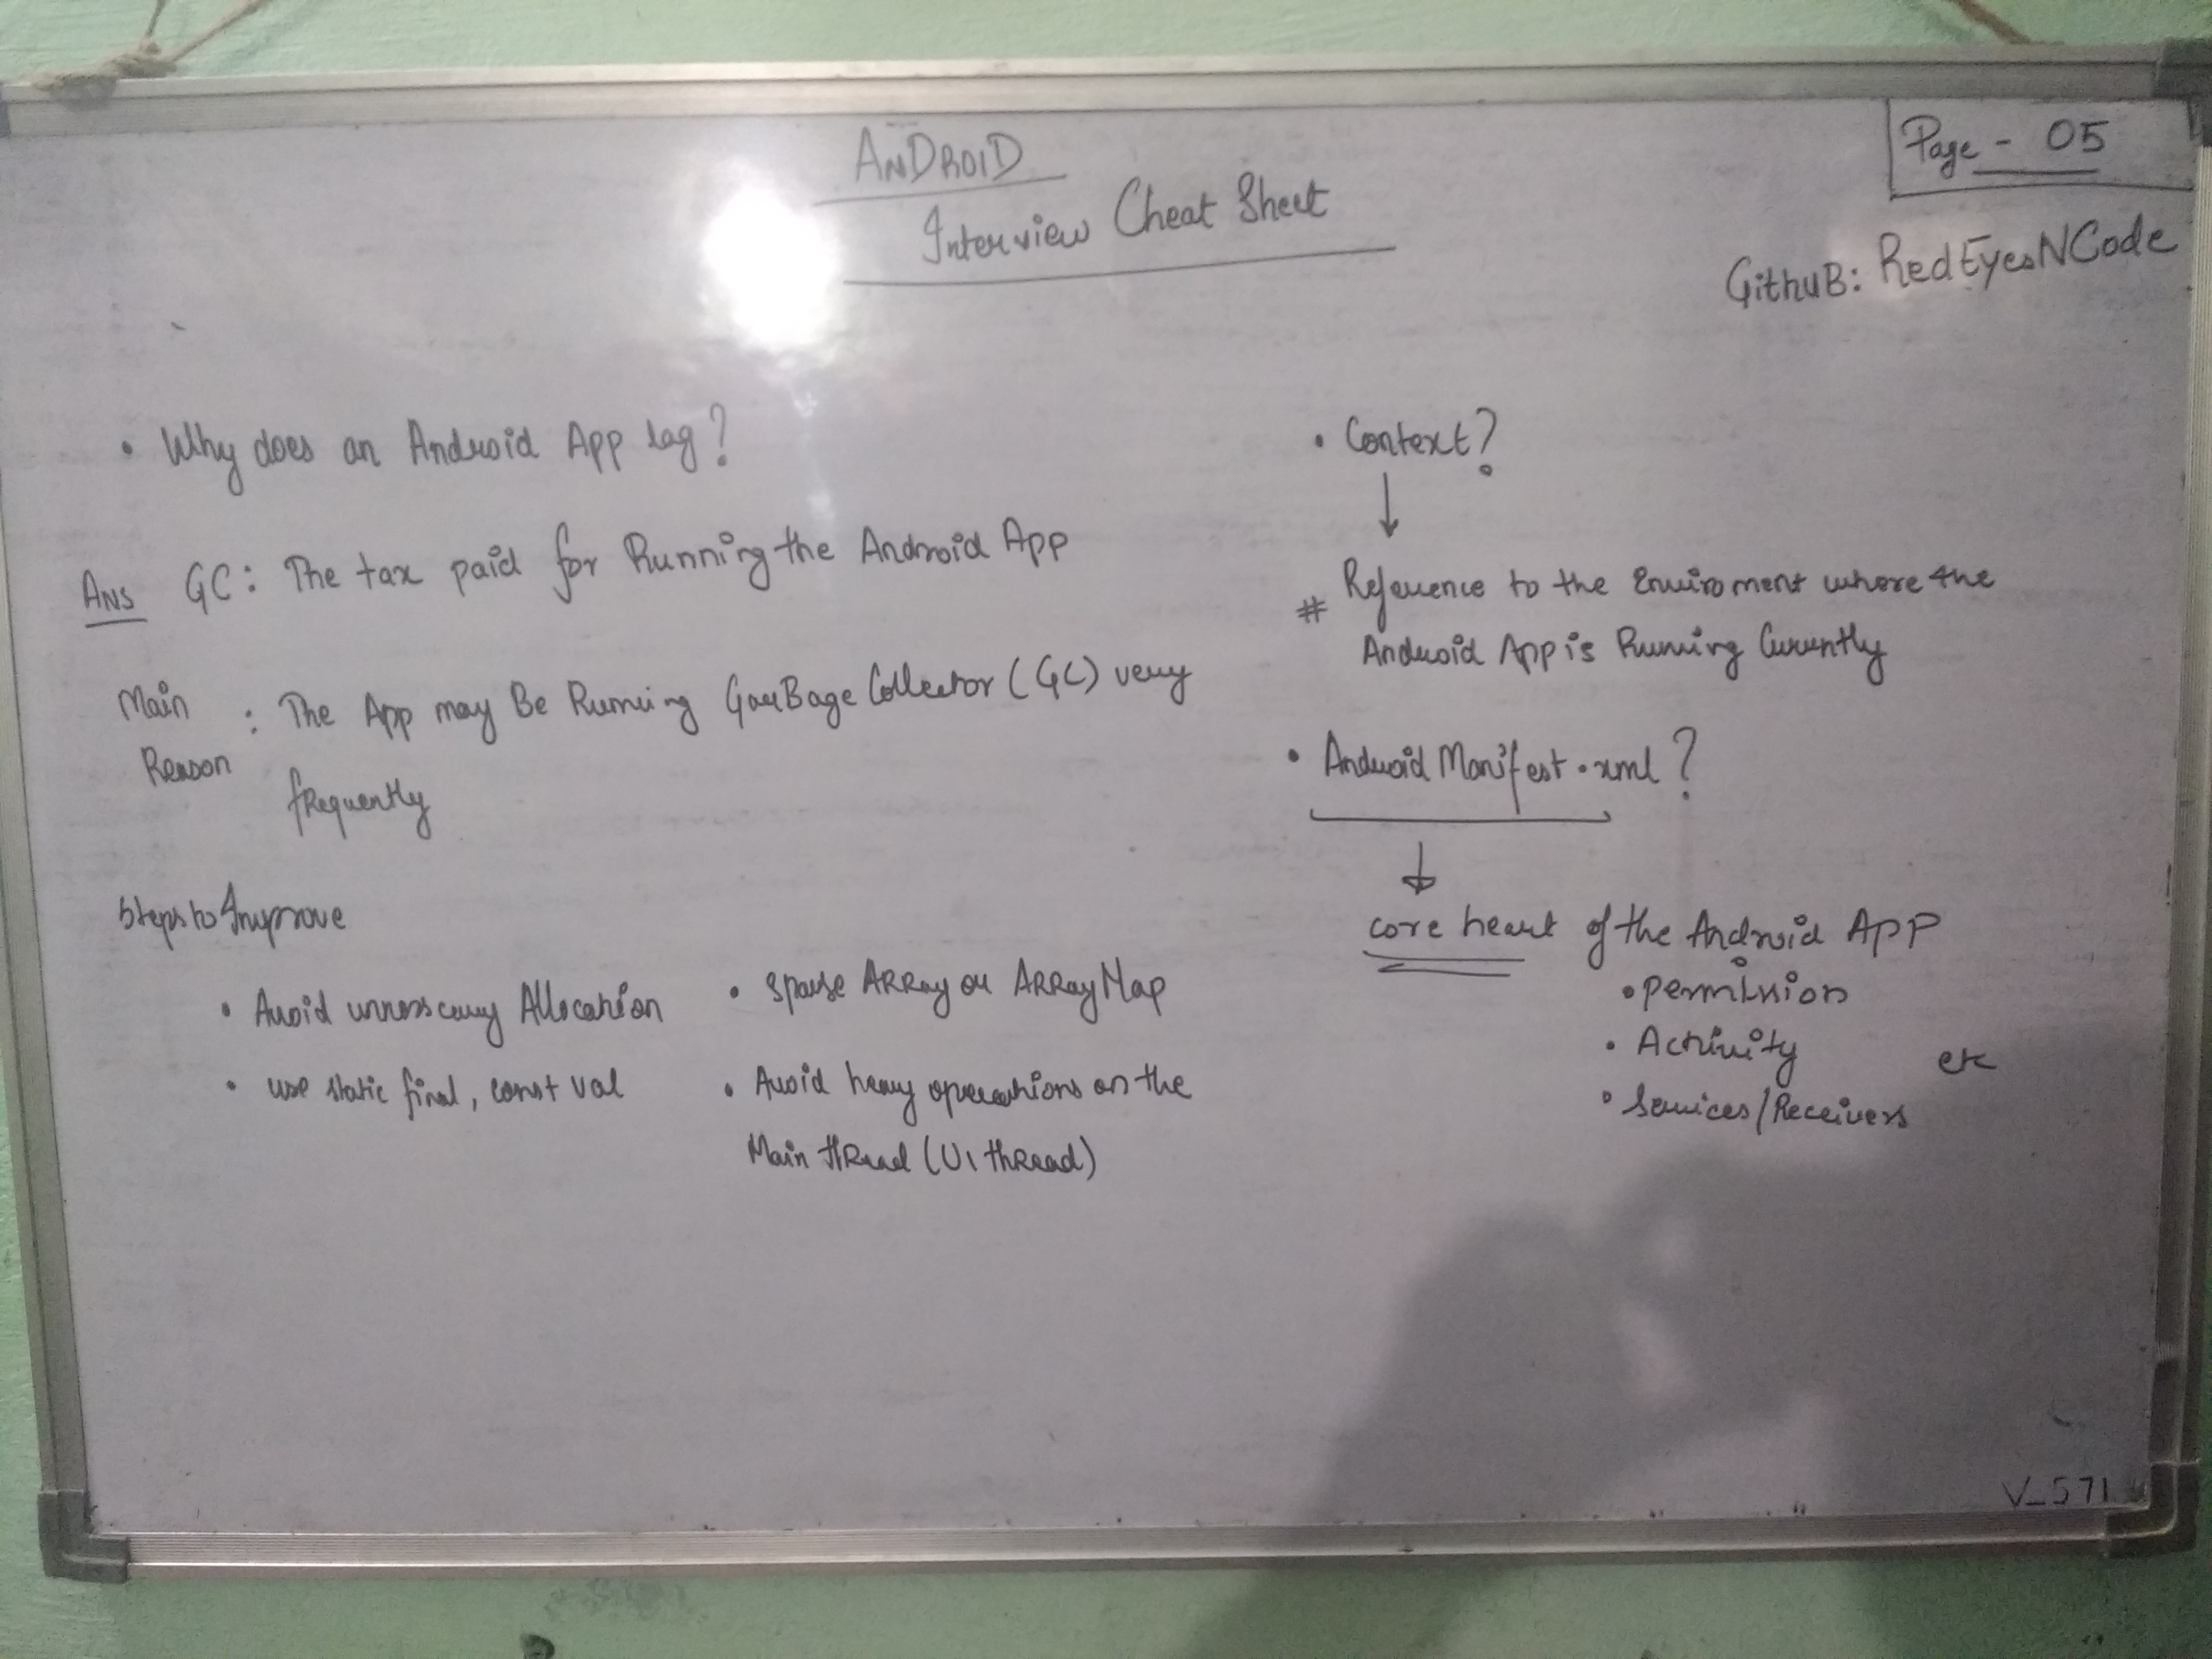 AnDROID
Interview Cheat Sheet
Page - 05
GithuB: RedEyesNCode
• Why does an Android App lag?
Ans GC: The tax paid for Running the Android App
Main Reason : The App may Be Running GarBage Collector (GC) very
frequently
Steps to Improve
• Avoid unnesscarry Allocation
• use static final, const val
• Sparse ARRay or ARRayMap
• Avoid heavy operations on the
Main thRead (UI thRead)
• Context?
↓
# Reference to the Enviroment where the
Android App is Running Currently
• Android Manifest.xml?
↓
core heart of the Android App
• Permission
• Activity etc
• Services/Receivers
V_571